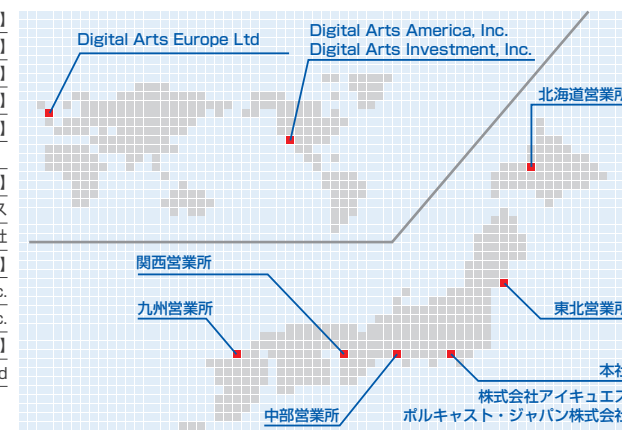 】
】
】
】
】
】
ス
社
】
c.
c.
】
d
Digital Arts Europe Ltd
Digital Arts America, Inc.
Digital Arts Investment, Inc.
北海道営業所
関西営業所
九州営業所
東北営業所
中部営業所
本社
株式会社アイキュエス
ポルキャスト・ジャパン株式会社